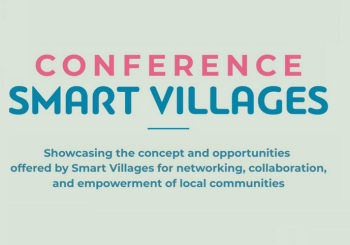 CONFERENCE
SMART VILLAGES
Showcasing the concept and opportunities
offered by Smart Villages for networking, collaboration,
and empowerment of local communities